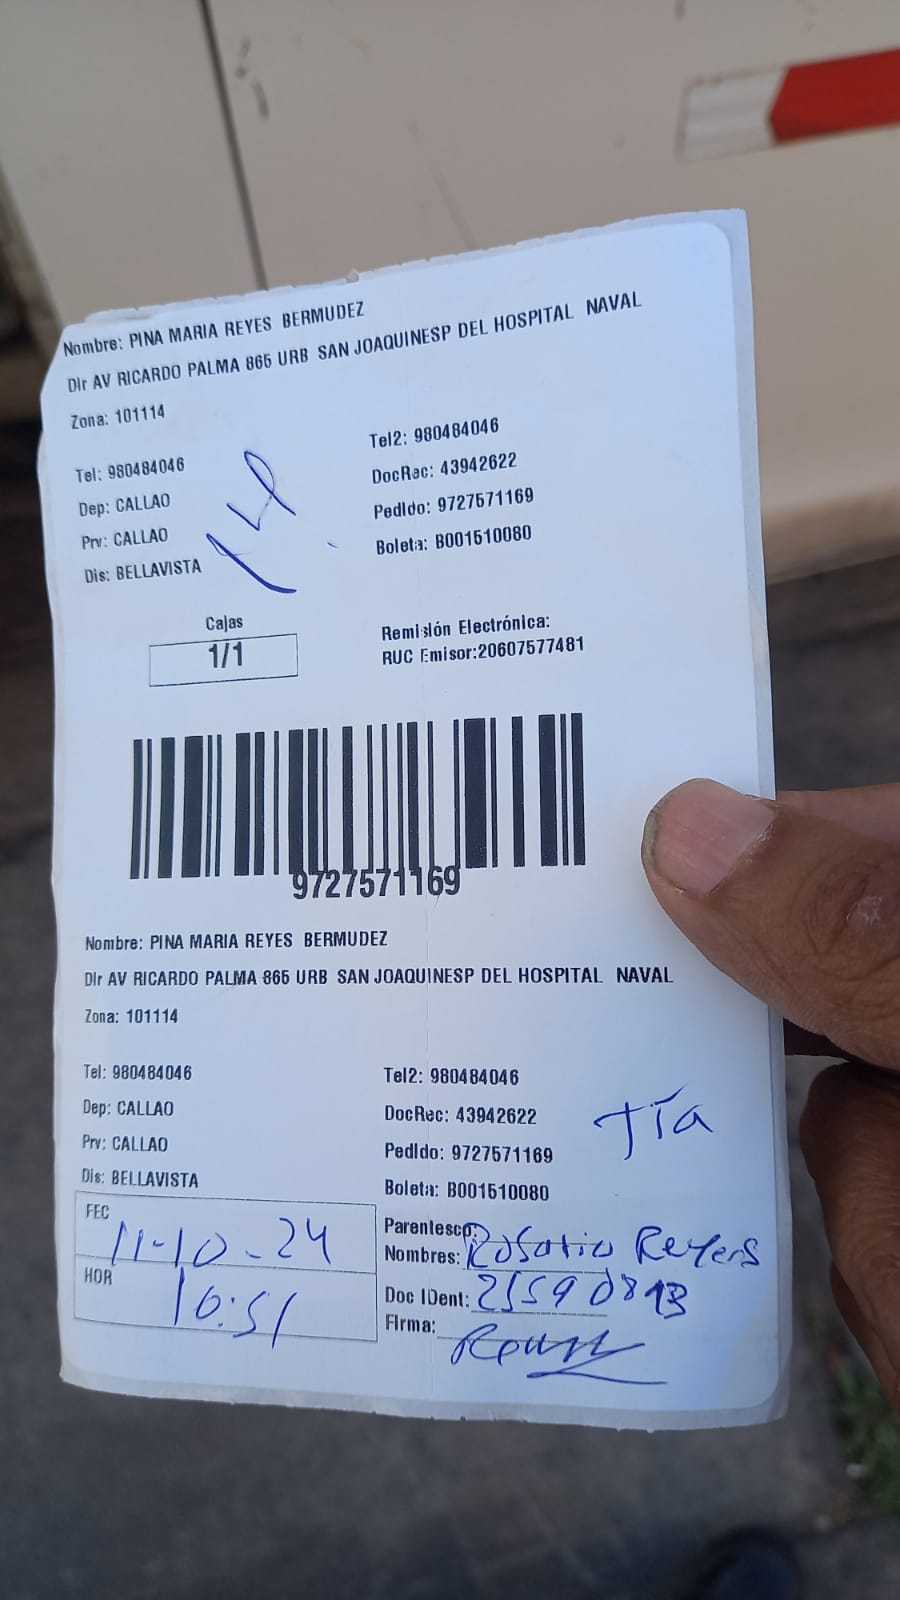 Nombre: PINA MARIA REYES BERMUDEZ
DIr AV RICARDO PALMA 865 URB SAN JOAQUINESP DEL HOSPITAL NAVAL
Zona: 101114
Tel: 980484046 Tel2: 980484046
Dep: CALLAO DocRec: 43942622
Prv: CALLAO PedIdo: 9727571169
Dis: BELLAVISTA Boleta: B001510080
Cajas
1/1
Remisión Electrónica:
RUC Emisor:20607577481
9727571169
Nombre: PINA MARIA REYES BERMUDEZ
DIr AV RICARDO PALMA 865 URB SAN JOAQUINESP DEL HOSPITAL NAVAL
Zona: 101114
Tel: 980484046 Tel2: 980484046
Dep: CALLAO DocRec: 43942622
Prv: CALLAO PedIdo: 9727571169
Dis: BELLAVISTA Boleta: B001510080
Tía
FEC 11-10-24
HOR 10:51
Parentesco:
Nombres: Rosario Reyes
Doc IDent:
FIrma: